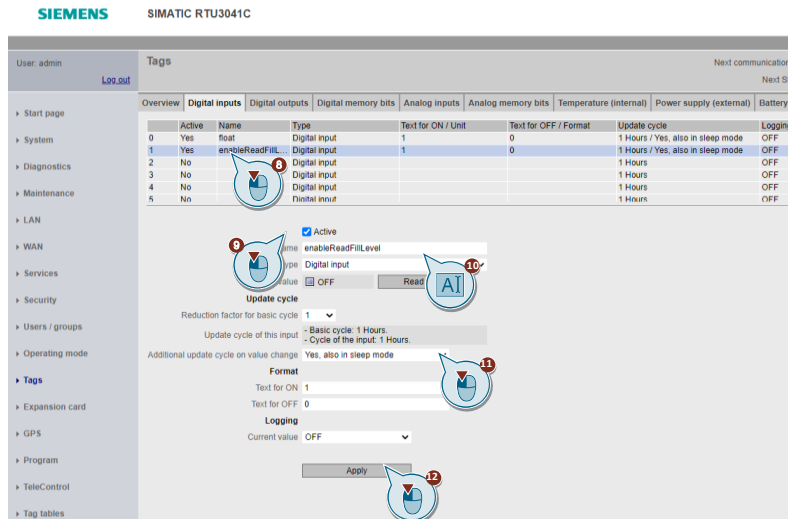 SIEMENS SIMATIC RTU3041C
User: admin
Log out
Tags
Next communication
Overview Digital inputs Digital outputs Digital memory bits Analog inputs Analog memory bits Temperature (internal) Power supply (external) Battery
Active Name Type Text for ON / Unit Text for OFF / Format Update cycle Logging
0 Yes float Digital input 1 0 1 Hours / Yes, also in sleep mode OFF
1 Yes enableReadFillL... Digital input 1 0 1 Hours / Yes, also in sleep mode OFF
2 No Digital input 1 Hours OFF
3 No Digital input 1 Hours OFF
4 No Digital input 1 Hours OFF
5 No Digital input 1 Hours OFF
8
Start page
System
Diagnostics
Maintenance
LAN
WAN
Services
Security
Users / groups
Operating mode
Tags
Expansion card
GPS
Program
TeleControl
Tag tables
Active
9
enableReadFillLevel
Digital input
10
OFF Read
AI
Update cycle
Reduction factor for basic cycle 1
Update cycle of this input - Basic cycle: 1 Hours.
- Cycle of the input: 1 Hours.
Additional update cycle on value change Yes, also in sleep mode
11
Format
Text for ON 1
Text for OFF 0
Logging
Current value OFF
Apply
12